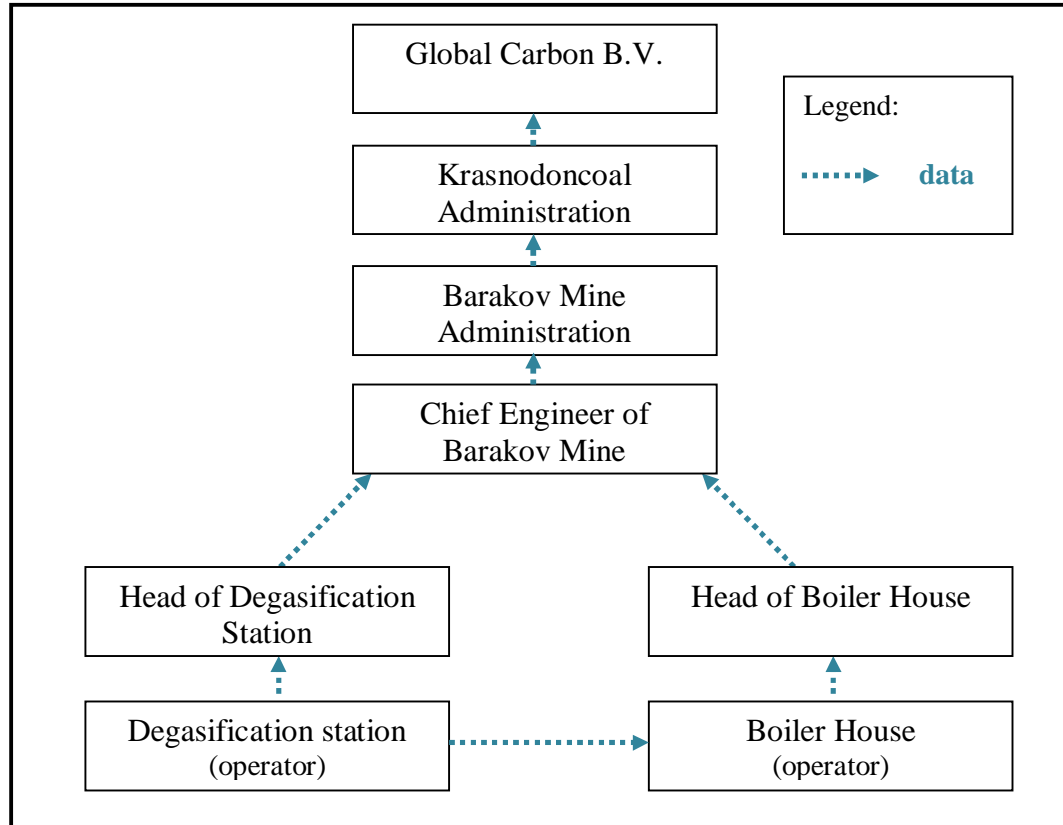 Global Carbon B.V.
Legend:
data
Krasnodoncoal
Administration
Barakov Mine
Administration
Chief Engineer of
Barakov Mine
Head of Degasification
Station
Head of Boiler House
Degasification station
(operator)
Boiler House
(operator)